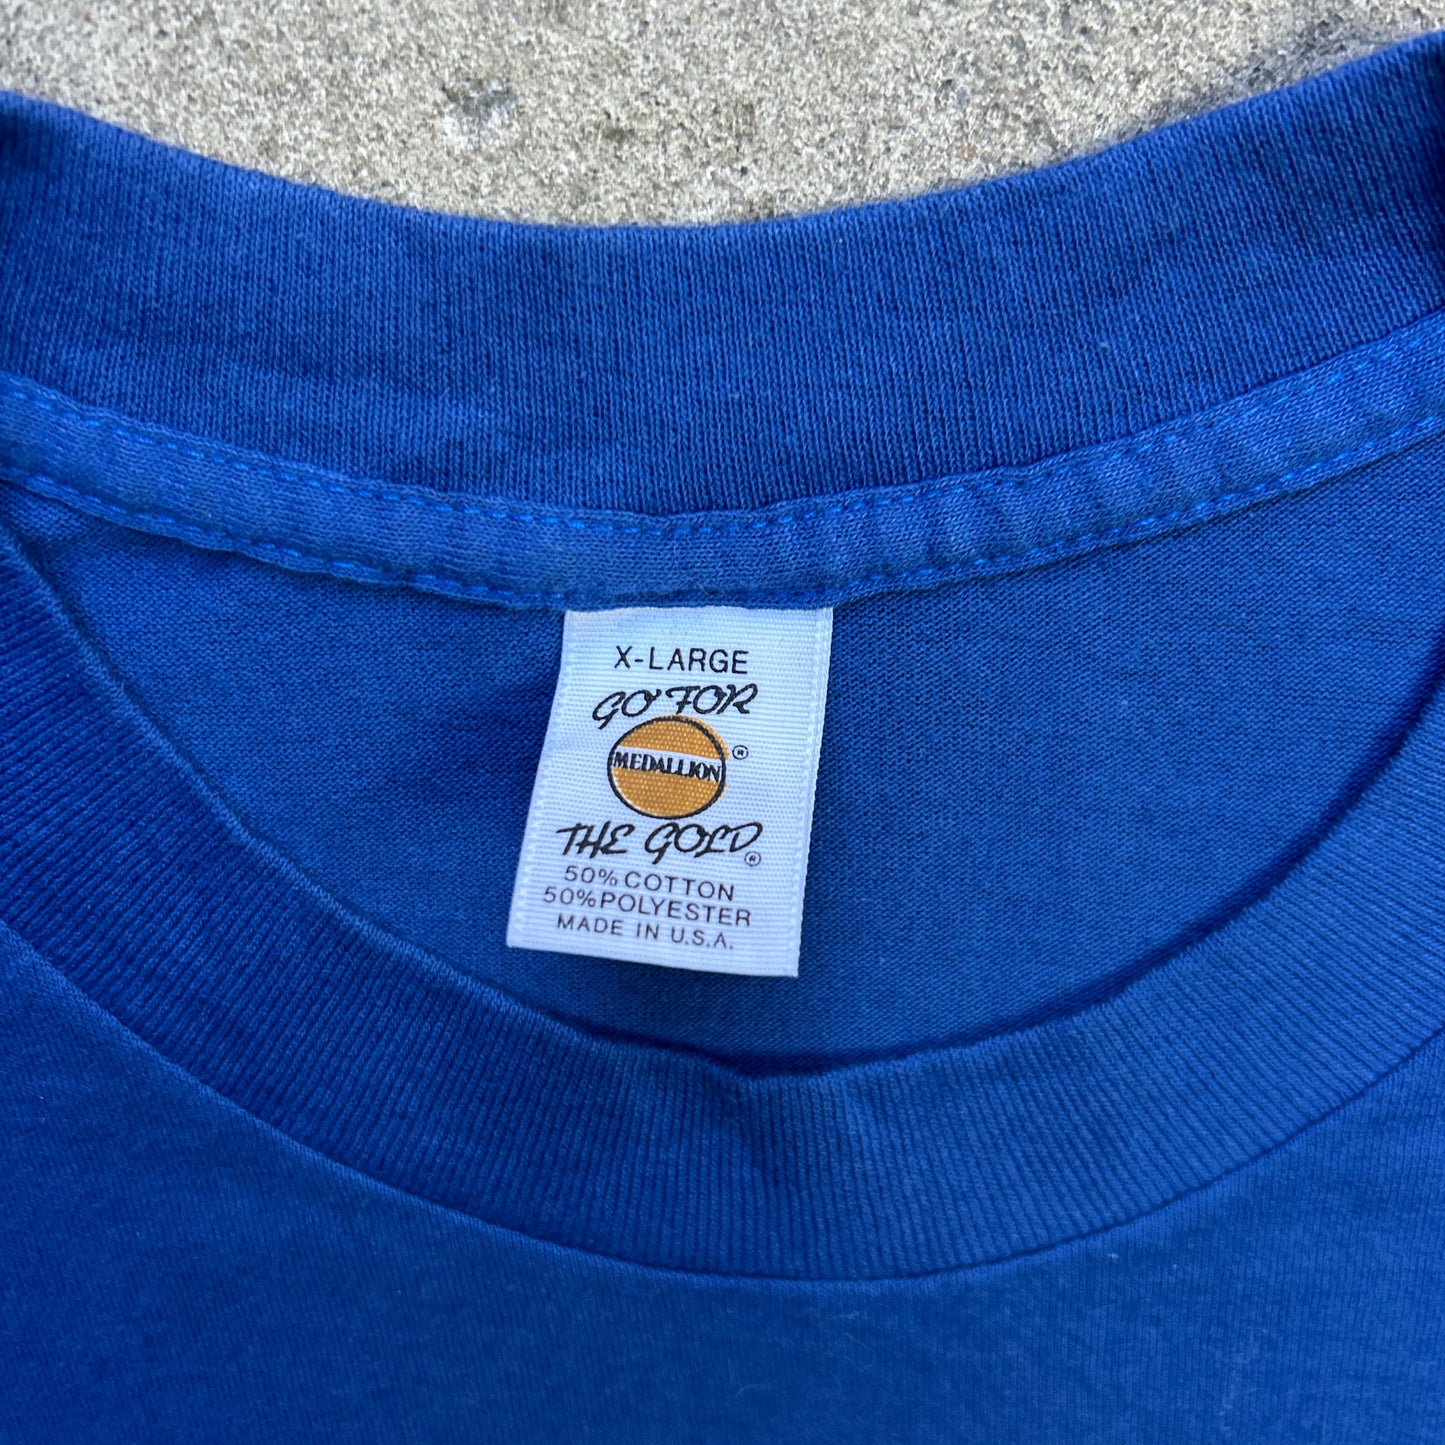 X-LARGE
GO FOR
MEDALLION ®
THE GOLD ®
50% COTTON
50% POLYESTER
MADE IN U.S.A.